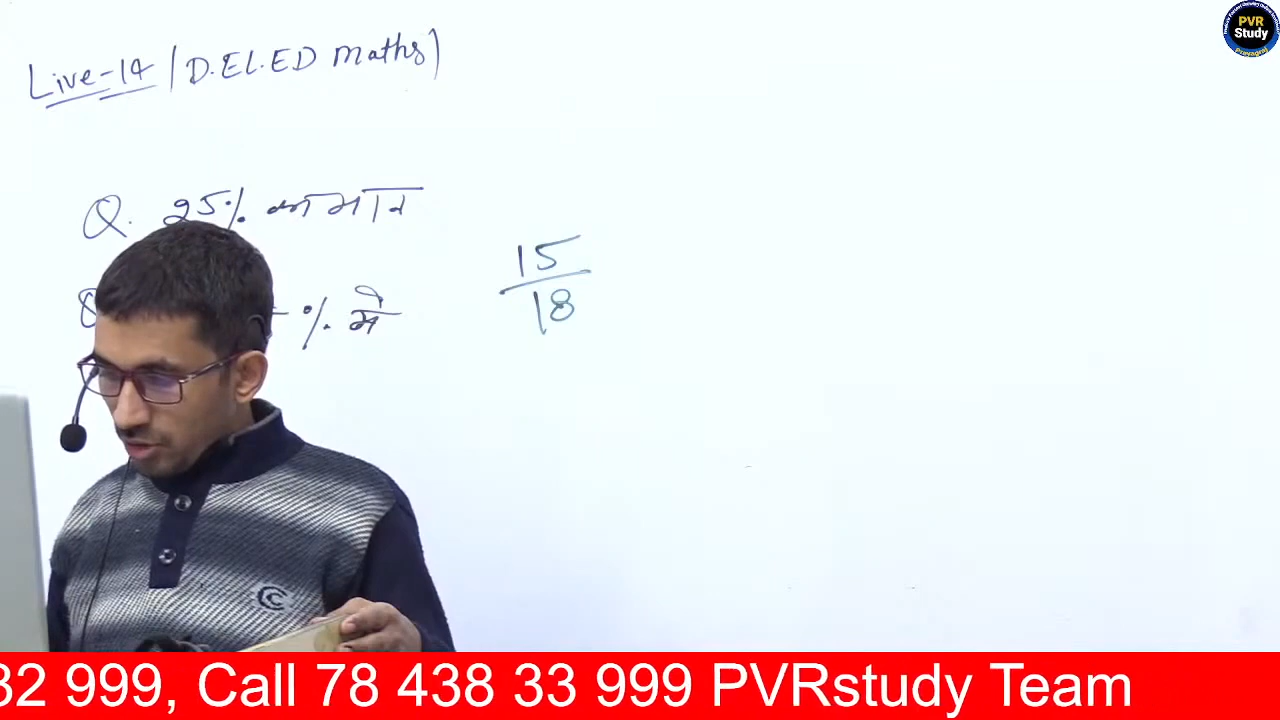 Live-14 / D.EL.ED Maths)
Q. 25% का मान
% में
15
18
PVR
Study
Prayagraj
32 999, Call 78 438 33 999 PVRstudy Team